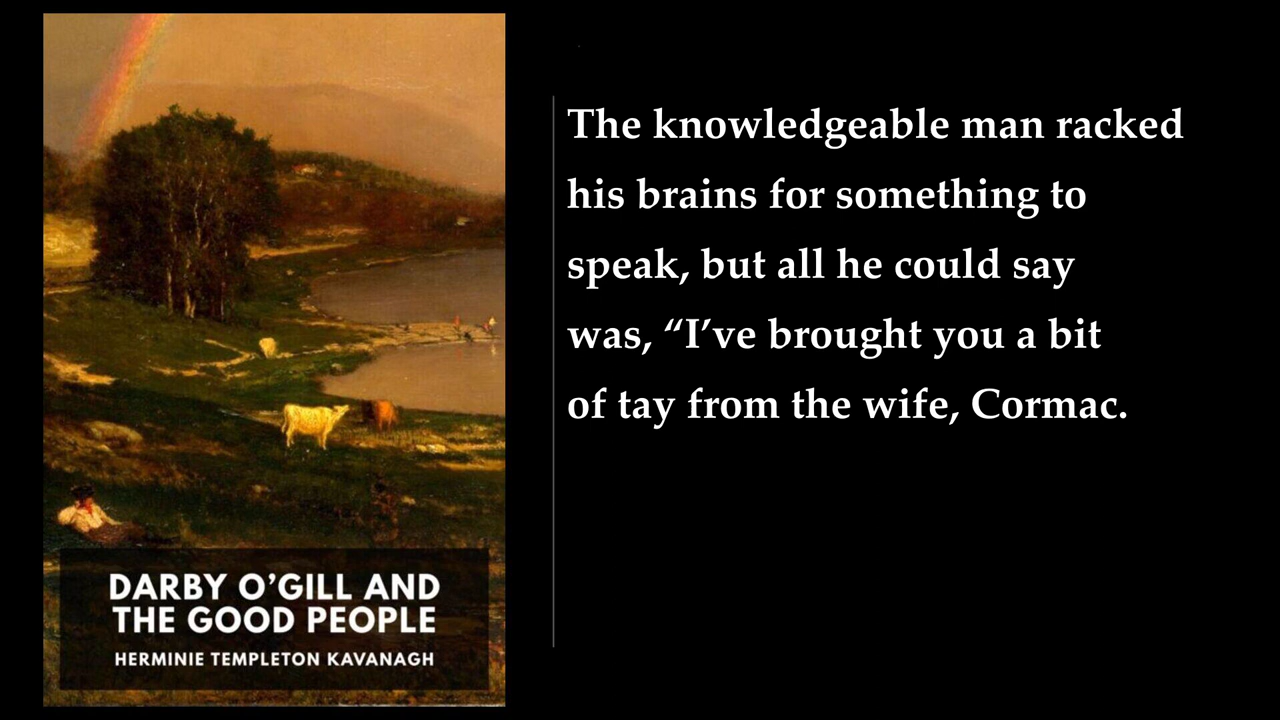 The knowledgeable man racked
his brains for something to
speak, but all he could say
was, “I’ve brought you a bit
of tay from the wife, Cormac.
DARBY O’GILL AND
THE GOOD PEOPLE
HERMINIE TEMPLETON KAVANAGH